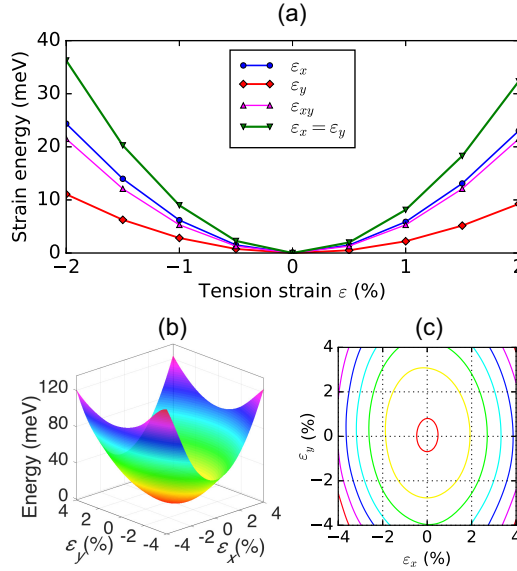 (a)
Strain energy (meV)
40
30
20
10
0
εx
εy
εxy
εx = εy
−2 −1 0 1 2
Tension strain ε (%)
(b)
Energy (meV)
120
80
40
0
4 2 0 -2 -4
εy(%)
-4 -2 0 2 4
εx(%)
(c)
εy (%)
4
2
0
−2
−4
−4 −2 0 2 4
εx (%)